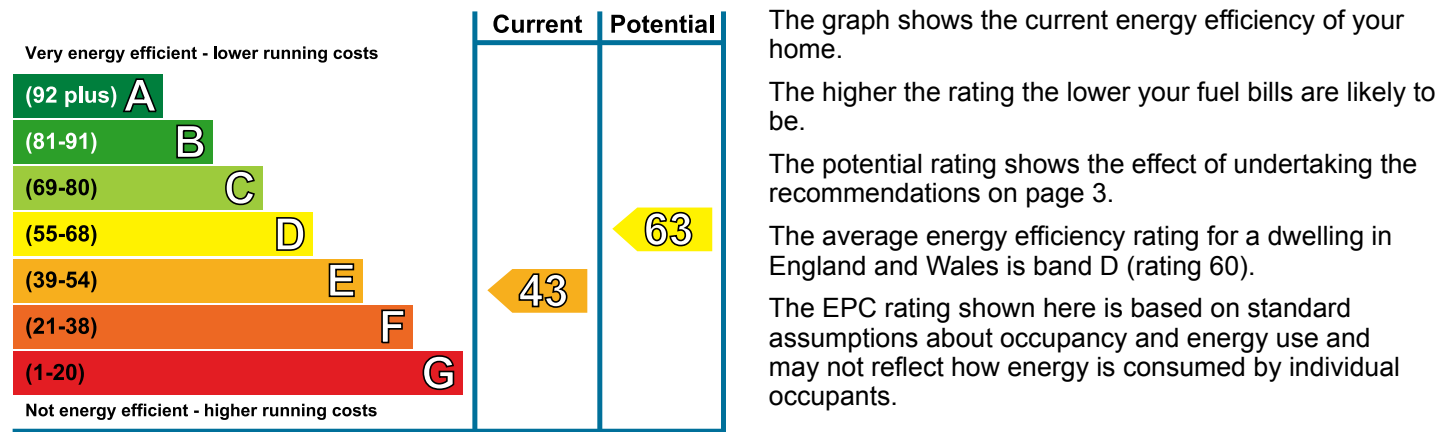 Current Potential
Very energy efficient - lower running costs
(92 plus) A
(81-91) B
(69-80) C
(55-68) D
63
(39-54) E
43
(21-38) F
(1-20) G
Not energy efficient - higher running costs
The graph shows the current energy efficiency of your
home.
The higher the rating the lower your fuel bills are likely to
be.
The potential rating shows the effect of undertaking the
recommendations on page 3.
The average energy efficiency rating for a dwelling in
England and Wales is band D (rating 60).
The EPC rating shown here is based on standard
assumptions about occupancy and energy use and
may not reflect how energy is consumed by individual
occupants.